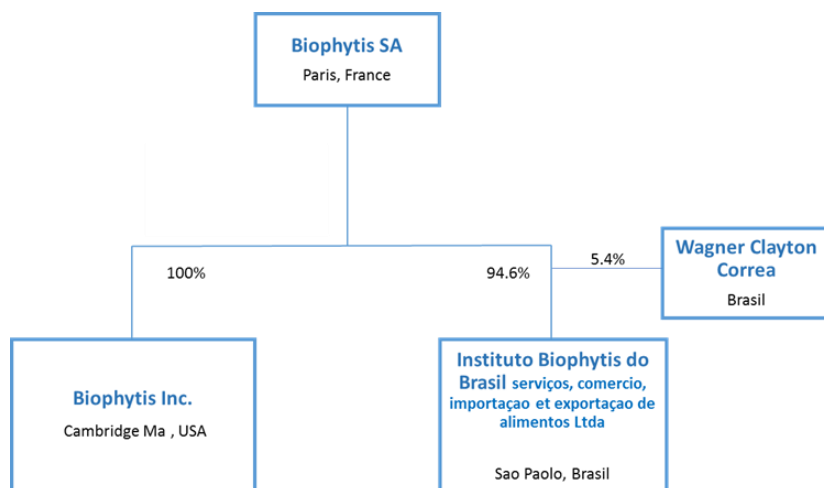 Biophytis SA
Paris, France
100%
94.6%
5.4%
Wagner Clayton
Correa
Brasil
Biophytis Inc.
Cambridge Ma , USA
Instituto Biophytis do
Brasil serviços, comercio,
importaçao et exportaçao de
alimentos Ltda
Sao Paolo, Brasil